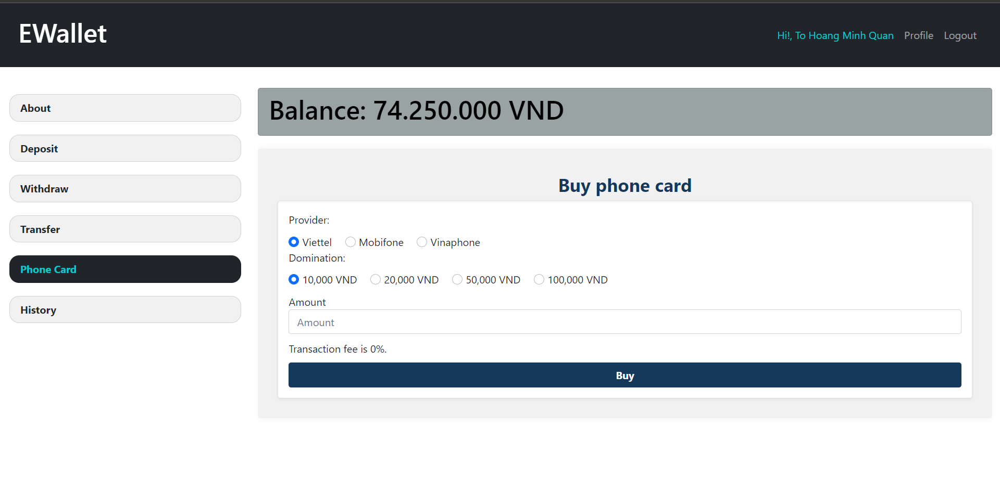 EWallet
Hi!, To Hoang Minh Quan Profile Logout
About
Deposit
Withdraw
Transfer
Phone Card
History
Balance: 74.250.000 VND
Buy phone card
Provider:
Viettel Mobifone Vinaphone
Domination:
10,000 VND 20,000 VND 50,000 VND 100,000 VND
Amount
Amount
Transaction fee is 0%.
Buy